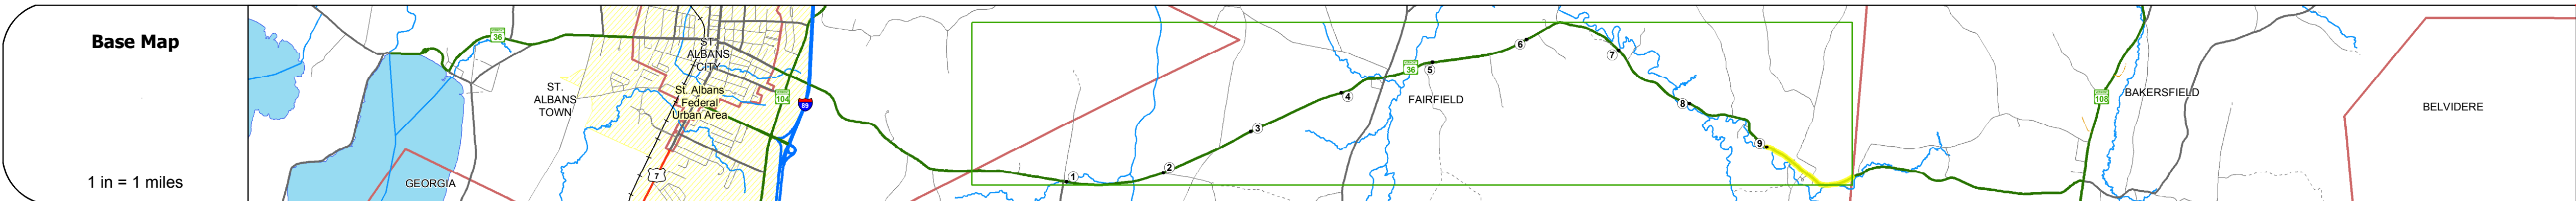 Base Map
1 in = 1 miles
36
ST.
ALBANS
CITY
ST.
ALBANS
TOWN
St. Albans
Federal
Urban Area
104
89
7
GEORGIA
1
2
3
4
5
6
7
8
9
36
FAIRFIELD
108
BAKERSFIELD
BELVIDERE